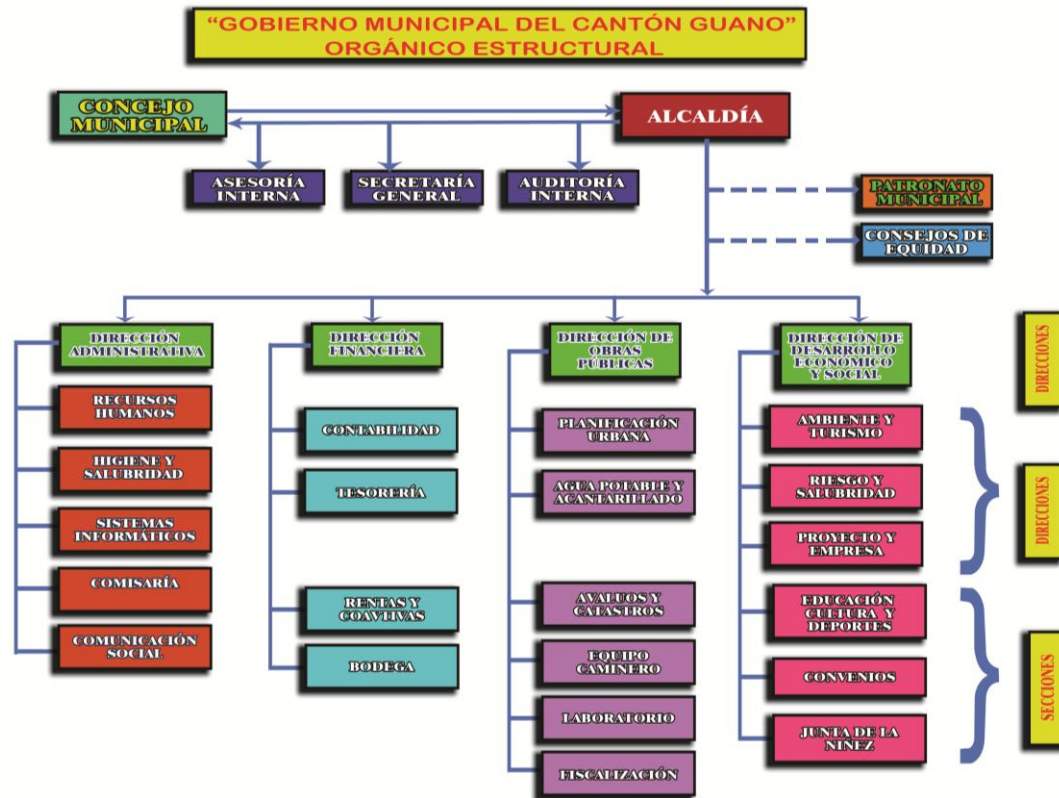 “GOBIERNO MUNICIPAL DEL CANTÓN GUANO”
ORGÁNICO ESTRUCTURAL
CONCEJO
MUNICIPAL
ALCALDÍA
ASESORÍA
INTERNA
SECRETARÍA
GENERAL
AUDITORÍA
INTERNA
PATRONATO
MUNICIPAL
CONSEJOS DE
EQUIDAD
DIRECCIÓN
ADMINISTRATIVA
RECURSOS
HUMANOS
HIGIENE Y
SALUBRIDAD
SISTEMAS
INFORMÁTICOS
COMISARÍA
COMUNICACIÓN
SOCIAL
DIRECCIÓN
FINANCIERA
CONTABILIDAD
TESORERÍA
RENTAS Y
COAVTIVAS
BODEGA
DIRECCIÓN DE
OBRAS
PÚBLICAS
PLANIFICACIÓN
URBANA
AGUA POTABLE Y
ACANTARILLADO
AVALUOS Y
CATASTROS
EQUIPO
CAMINERO
LABORATORIO
FISCALIZACIÓN
DIRECCIÓN DE
DESARROLLO
ECONÓMICO
Y SOCIAL
AMBIENTE Y
TURISMO
RIESGO Y
SALUBRIDAD
PROYECTO Y
EMPRESA
EDUCACIÓN
CULTURA Y
DEPORTES
CONVENIOS
JUNTA DE LA
NIÑEZ
DIRECCIONES
DIRECCIONES
SECCIONES